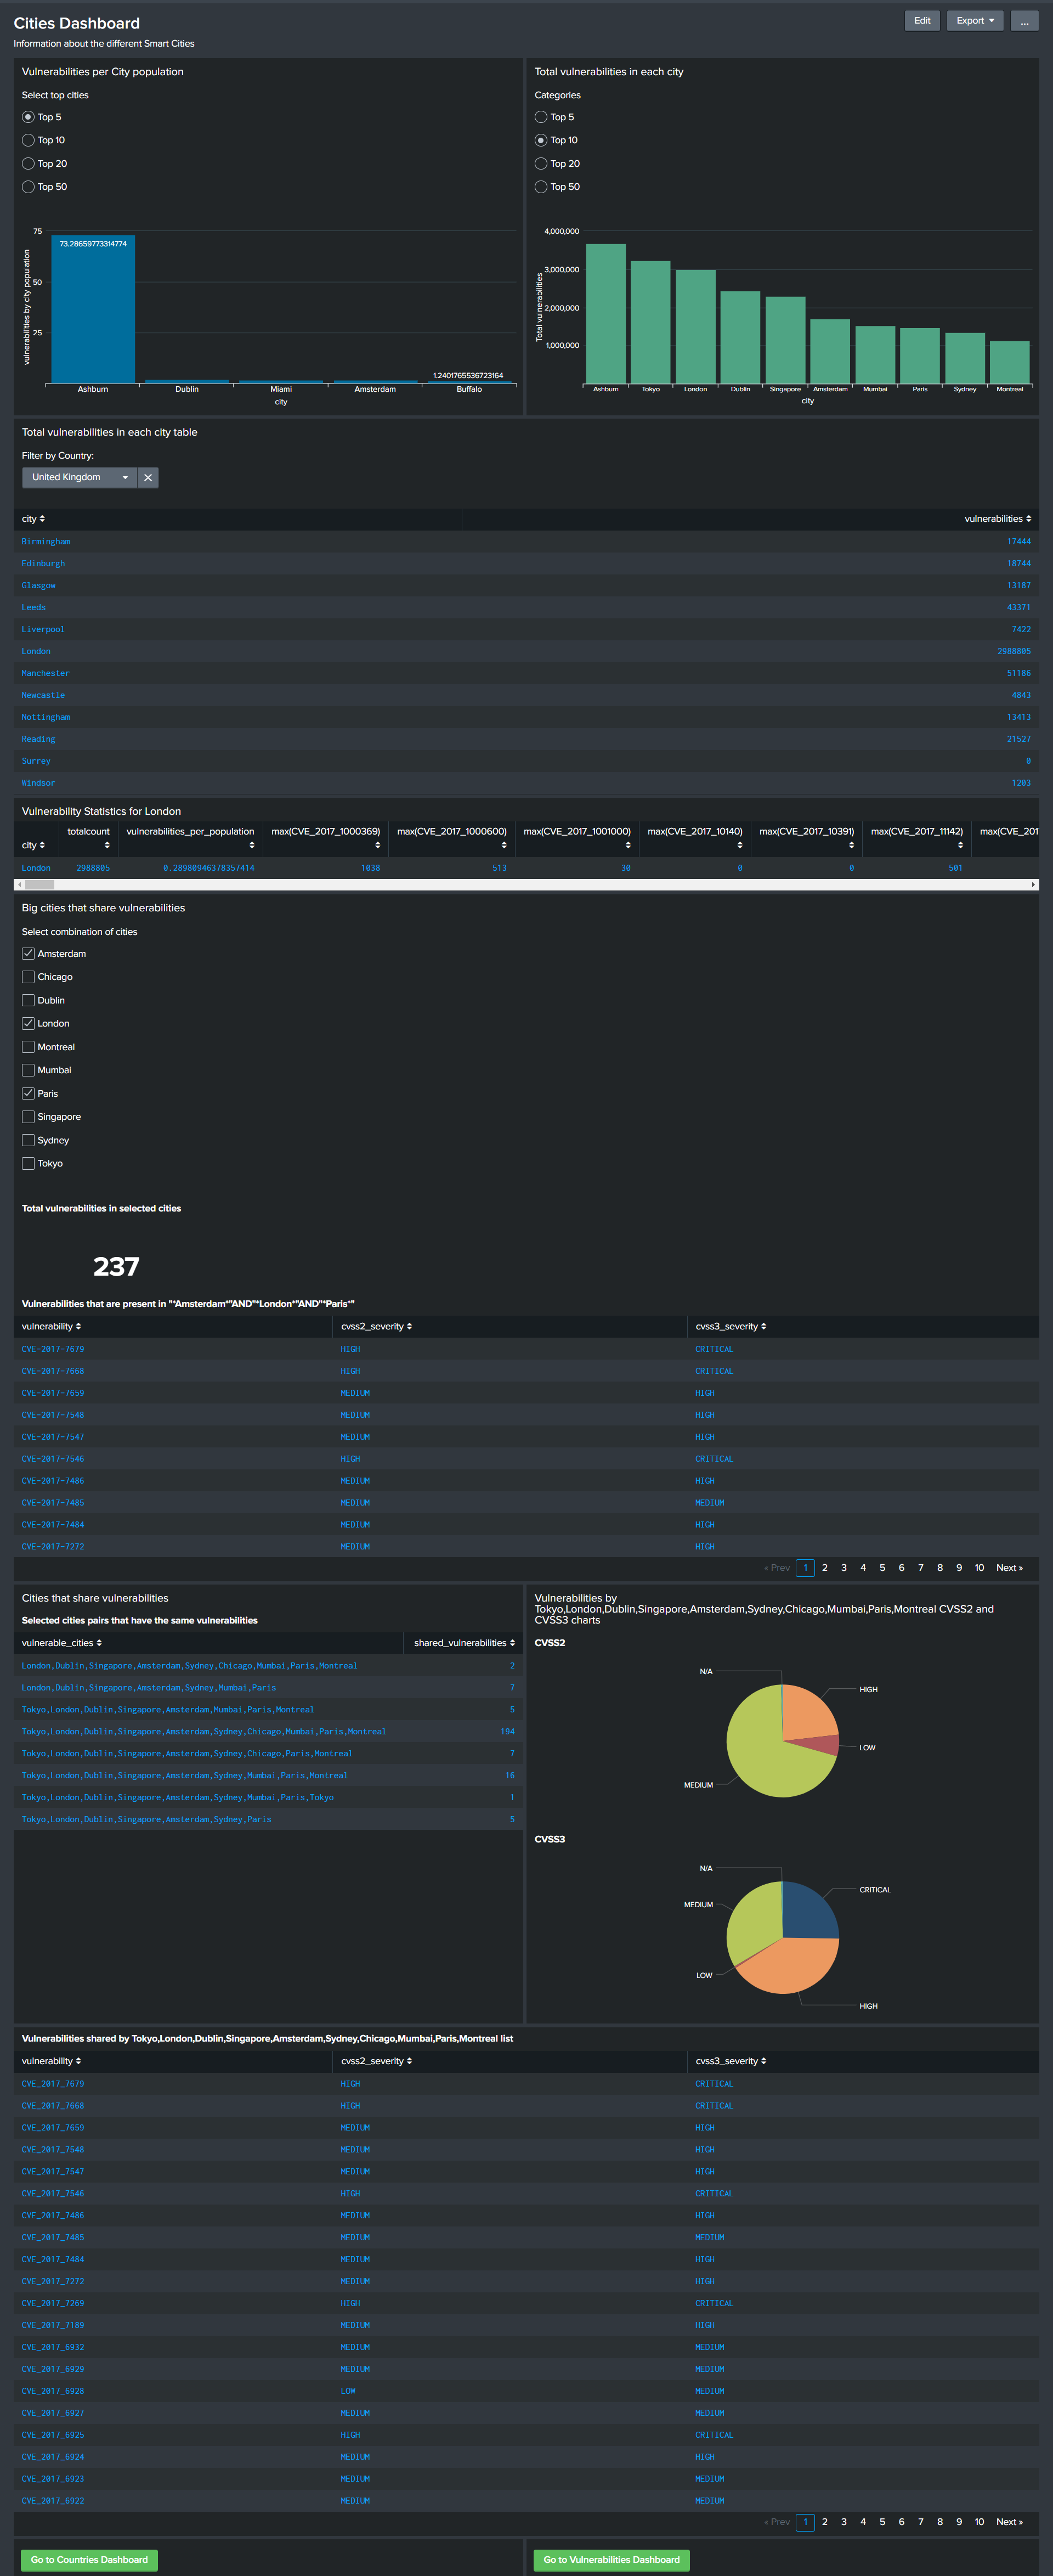 Cities Dashboard
Edit
Export
...
Information about the different Smart Cities
Vulnerabilities per City population
Select top cities
Top 5
Top 10
Top 20
Top 50
75
50
25
vulnerabilities by city population
73.28659773314774
1.2401765536723164
Ashburn Dublin Miami Amsterdam Buffalo
city
Total vulnerabilities in each city
Categories
Top 5
Top 10
Top 20
Top 50
4,000,000
3,000,000
2,000,000
1,000,000
Total vulnerabilities
Ashburn Tokyo London Dublin Singapore Amsterdam Mumbai Paris Sydney Montreal
city
Total vulnerabilities in each city table
Filter by Country:
United Kingdom
city vulnerabilities
Birmingham 17444
Edinburgh 18744
Glasgow 13187
Leeds 43371
Liverpool 7422
London 2988805
Manchester 51186
Newcastle 4843
Nottingham 13413
Reading 21527
Surrey 0
Windsor 1203
Vulnerability Statistics for London
city totalcount vulnerabilities_per_population max(CVE_2017_1000369) max(CVE_2017_1000600) max(CVE_2017_1001000) max(CVE_2017_10140) max(CVE_2017_10391) max(CVE_2017_11142) max(CVE_201
London 2988805 0.28980946378357414 1038 513 30 0 0 501
Big cities that share vulnerabilities
Select combination of cities
Amsterdam
Chicago
Dublin
London
Montreal
Mumbai
Paris
Singapore
Sydney
Tokyo
Total vulnerabilities in selected cities
237
Vulnerabilities that are present in "*Amsterdam*"AND"*London*"AND"*Paris*"
vulnerability cvss2_severity cvss3_severity
CVE-2017-7679 HIGH CRITICAL
CVE-2017-7668 HIGH CRITICAL
CVE-2017-7659 MEDIUM HIGH
CVE-2017-7548 MEDIUM HIGH
CVE-2017-7547 MEDIUM HIGH
CVE-2017-7546 HIGH CRITICAL
CVE-2017-7486 MEDIUM HIGH
CVE-2017-7485 MEDIUM MEDIUM
CVE-2017-7484 MEDIUM HIGH
CVE-2017-7272 MEDIUM HIGH
« Prev 1 2 3 4 5 6 7 8 9 10 Next »
Cities that share vulnerabilities
Selected cities pairs that have the same vulnerabilities
vulnerable_cities shared_vulnerabilities
London,Dublin,Singapore,Amsterdam,Sydney,Chicago,Mumbai,Paris,Montreal 2
London,Dublin,Singapore,Amsterdam,Sydney,Mumbai,Paris 7
Tokyo,London,Dublin,Singapore,Amsterdam,Mumbai,Paris,Montreal 5
Tokyo,London,Dublin,Singapore,Amsterdam,Sydney,Chicago,Mumbai,Paris,Montreal 194
Tokyo,London,Dublin,Singapore,Amsterdam,Sydney,Chicago,Paris,Montreal 7
Tokyo,London,Dublin,Singapore,Amsterdam,Sydney,Mumbai,Paris,Montreal 16
Tokyo,London,Dublin,Singapore,Amsterdam,Sydney,Mumbai,Paris,Tokyo 1
Tokyo,London,Dublin,Singapore,Amsterdam,Sydney,Paris 5
Vulnerabilities by
Tokyo,London,Dublin,Singapore,Amsterdam,Sydney,Chicago,Mumbai,Paris,Montreal CVSS2 and
CVSS3 charts
CVSS2
N/A
HIGH
LOW
MEDIUM
CVSS3
N/A
CRITICAL
MEDIUM
LOW
HIGH
Vulnerabilities shared by Tokyo,London,Dublin,Singapore,Amsterdam,Sydney,Chicago,Mumbai,Paris,Montreal list
vulnerability cvss2_severity cvss3_severity
CVE_2017_7679 HIGH CRITICAL
CVE_2017_7668 HIGH CRITICAL
CVE_2017_7659 MEDIUM HIGH
CVE_2017_7548 MEDIUM HIGH
CVE_2017_7547 MEDIUM HIGH
CVE_2017_7546 HIGH CRITICAL
CVE_2017_7486 MEDIUM HIGH
CVE_2017_7485 MEDIUM MEDIUM
CVE_2017_7484 MEDIUM HIGH
CVE_2017_7272 MEDIUM HIGH
CVE_2017_7269 HIGH CRITICAL
CVE_2017_7189 MEDIUM HIGH
CVE_2017_6932 MEDIUM MEDIUM
CVE_2017_6929 MEDIUM MEDIUM
CVE_2017_6928 LOW MEDIUM
CVE_2017_6927 MEDIUM MEDIUM
CVE_2017_6925 HIGH CRITICAL
CVE_2017_6924 MEDIUM HIGH
CVE_2017_6923 MEDIUM MEDIUM
CVE_2017_6922 MEDIUM MEDIUM
« Prev 1 2 3 4 5 6 7 8 9 10 Next »
Go to Countries Dashboard
Go to Vulnerabilities Dashboard